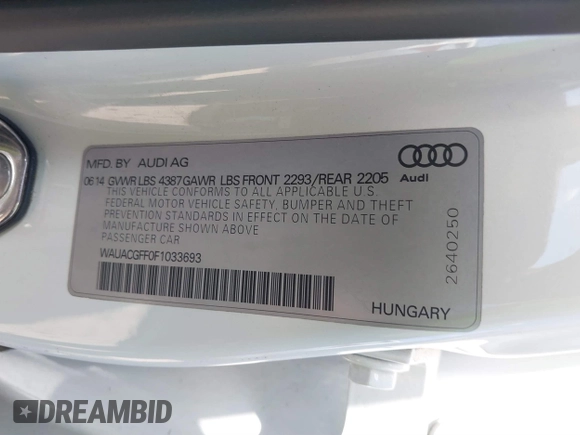 MFD. BY AUDI AG
06 14 GVWR LBS 4387 GAWR LBS FRONT 2293/REAR 2205
THIS VEHICLE CONFORMS TO ALL APPLICABLE U.S.
FEDERAL MOTOR VEHICLE SAFETY, BUMPER AND THEFT
PREVENTION STANDARDS IN EFFECT ON THE DATE OF
MANUFACTURE SHOWN ABOVE.
PASSENGER CAR
WAUACGFF0F1033693
HUNGARY
Audi
2640250
DREAMBID